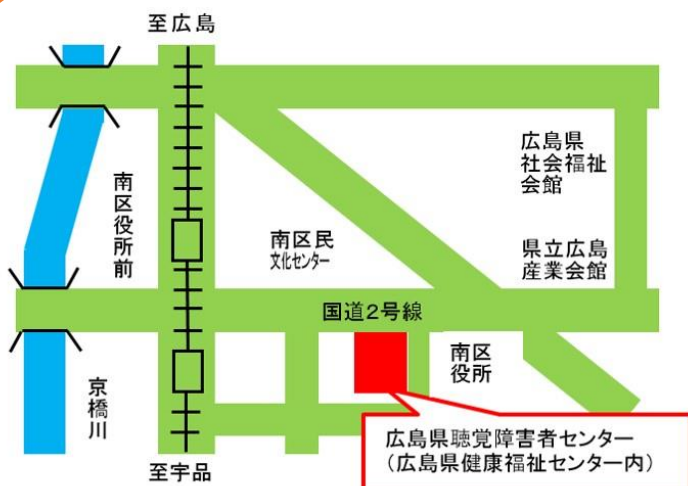 至広島
南区役所前
広島県
社会福祉
会館
南区民
文化センター
県立広島
産業会館
国道2号線
南区
役所
京橋川
広島県聴覚障害者センター
（広島県健康福祉センター内）
至宇品